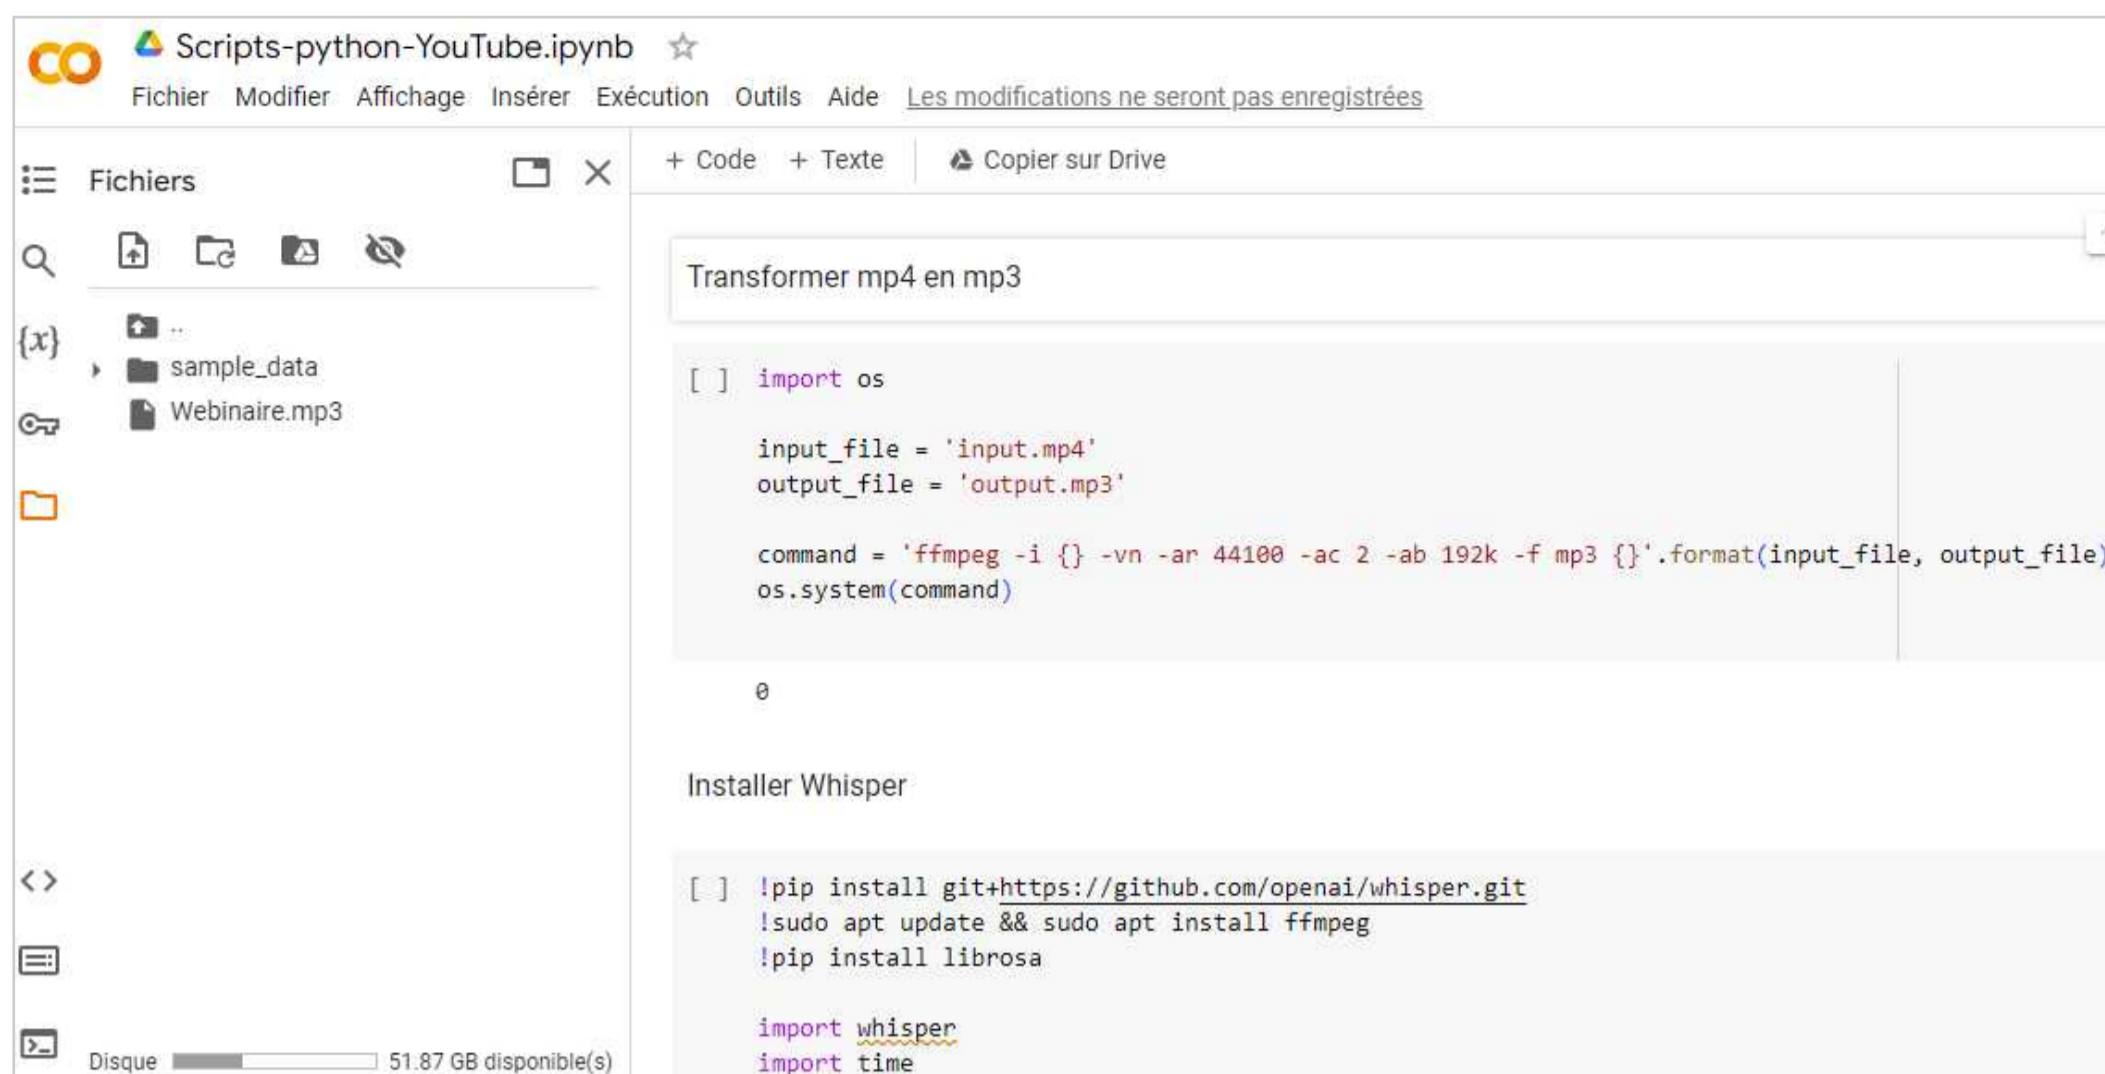 Scripts-python-YouTube.ipynb
Fichier Modifier Affichage Insérer Exécution Outils Aide Les modifications ne seront pas enregistrées
Fichiers
+ Code + Texte Copier sur Drive
{x}
..
sample_data
Webinaire.mp3
Disque 51.87 GB disponible(s)
Transformer mp4 en mp3
[ ] import os
input_file = 'input.mp4'
output_file = 'output.mp3'
command = 'ffmpeg -i {} -vn -ar 44100 -ac 2 -ab 192k -f mp3 {}'.format(input_file, output_file)
os.system(command)
0
Installer Whisper
[ ] !pip install git+https://github.com/openai/whisper.git
!sudo apt update && sudo apt install ffmpeg
!pip install librosa
import whisper
import time